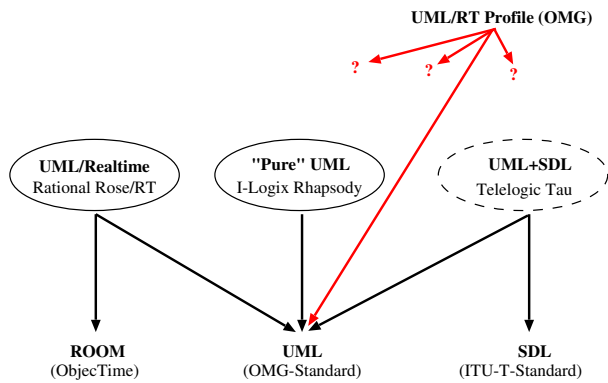 UML/RT Profile (OMG)
? ? ?
UML/Realtime
Rational Rose/RT
"Pure" UML
I-Logix Rhapsody
UML+SDL
Telelogic Tau
ROOM
(ObjecTime)
UML
(OMG-Standard)
SDL
(ITU-T-Standard)